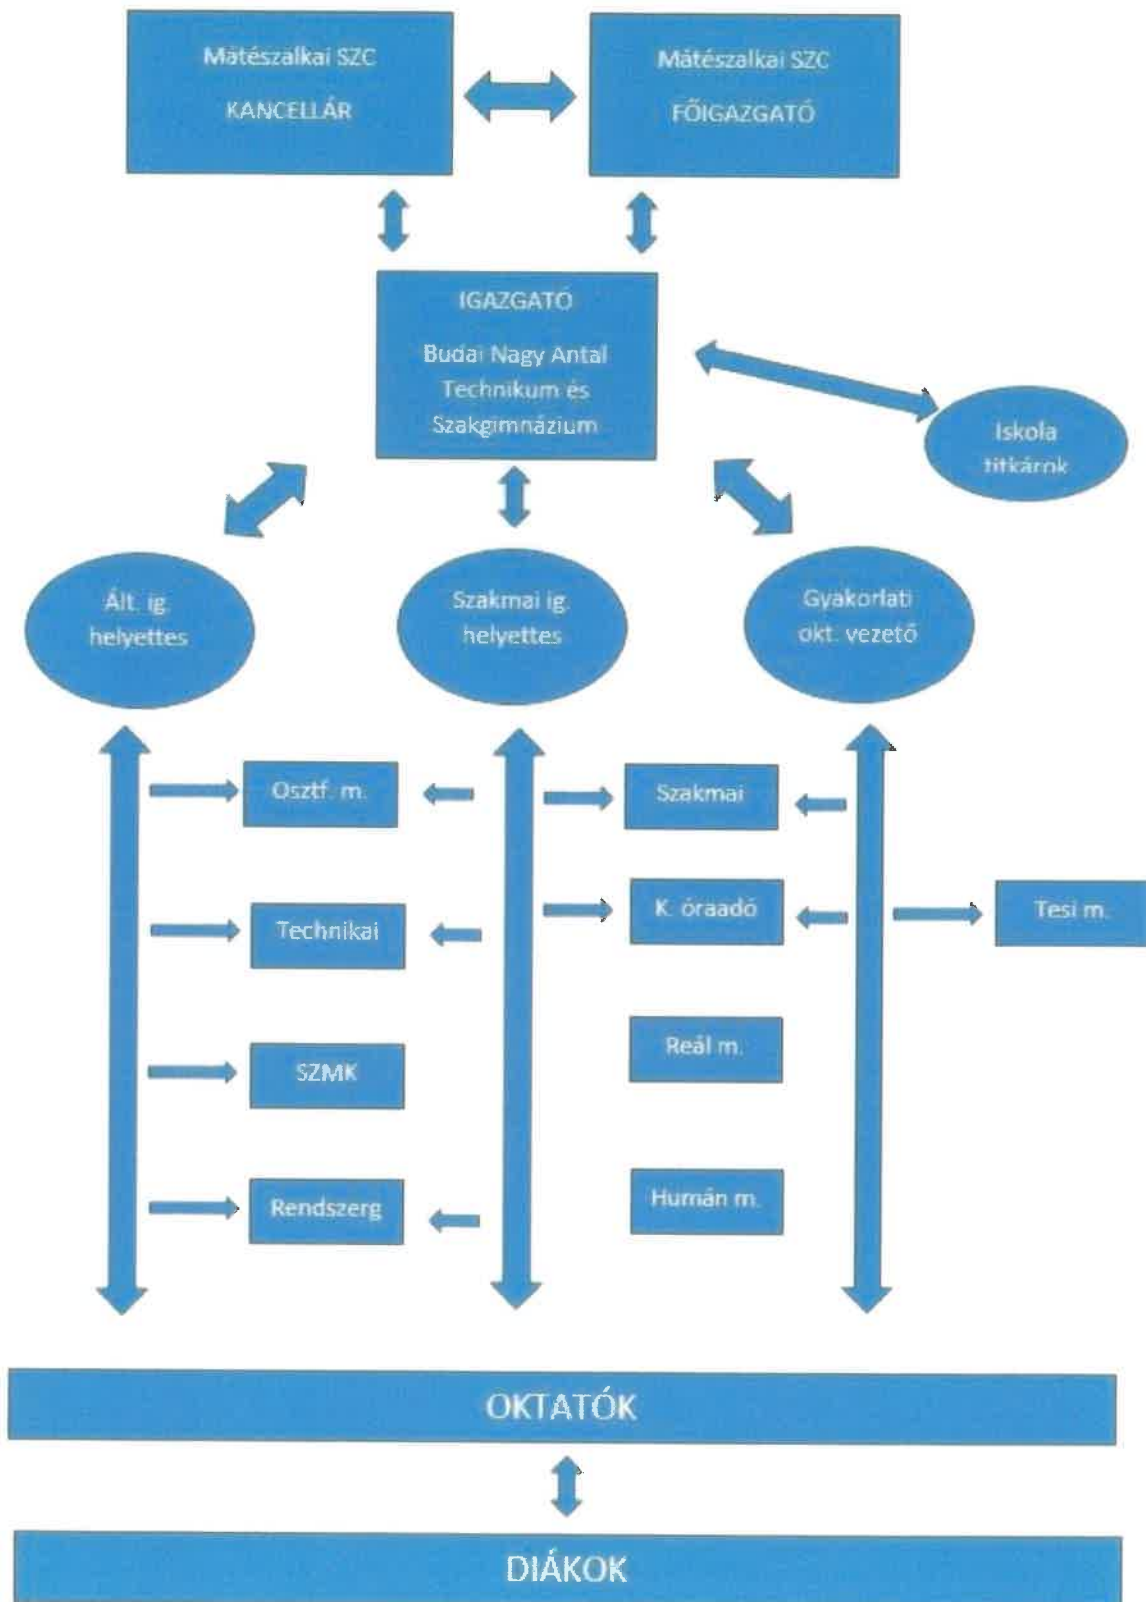 Mátészalkai SZC
KANCELLÁR
Mátészalkai SZC
FŐIGAZGATÓ
IGAZGATÓ
Budai Nagy Antal
Technikum és
Szakgimnázium
Iskola
titkárok
Ált. ig.
helyettes
Szakmai ig.
helyettes
Gyakorlati
okt. vezető
Osztf. m.
Szakmai
Technikai
K. óraadó
Tesi m.
SZMK
Reál m.
Rendszerg
Humán m.
OKTATÓK
DIÁKOK